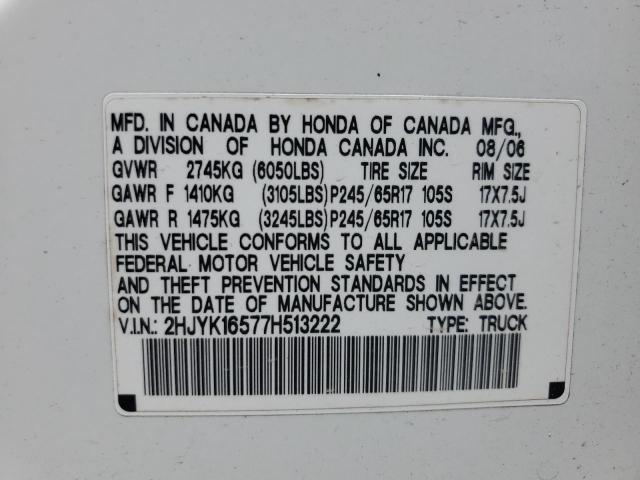 MFD. IN CANADA BY HONDA OF CANADA MFG.,
A DIVISION OF HONDA CANADA INC. 08/06
GVWR 2745KG (6050LBS) TIRE SIZE RIM SIZE
GAWR F 1410KG (3105LBS) P245/65R17 105S 17X7.5J
GAWR R 1475KG (3245LBS) P245/65R17 105S 17X7.5J
THIS VEHICLE CONFORMS TO ALL APPLICABLE
FEDERAL MOTOR VEHICLE SAFETY
AND THEFT PREVENTION STANDARDS IN EFFECT
ON THE DATE OF MANUFACTURE SHOWN ABOVE.
V.I.N.: 2HJYK16577H513222 TYPE: TRUCK